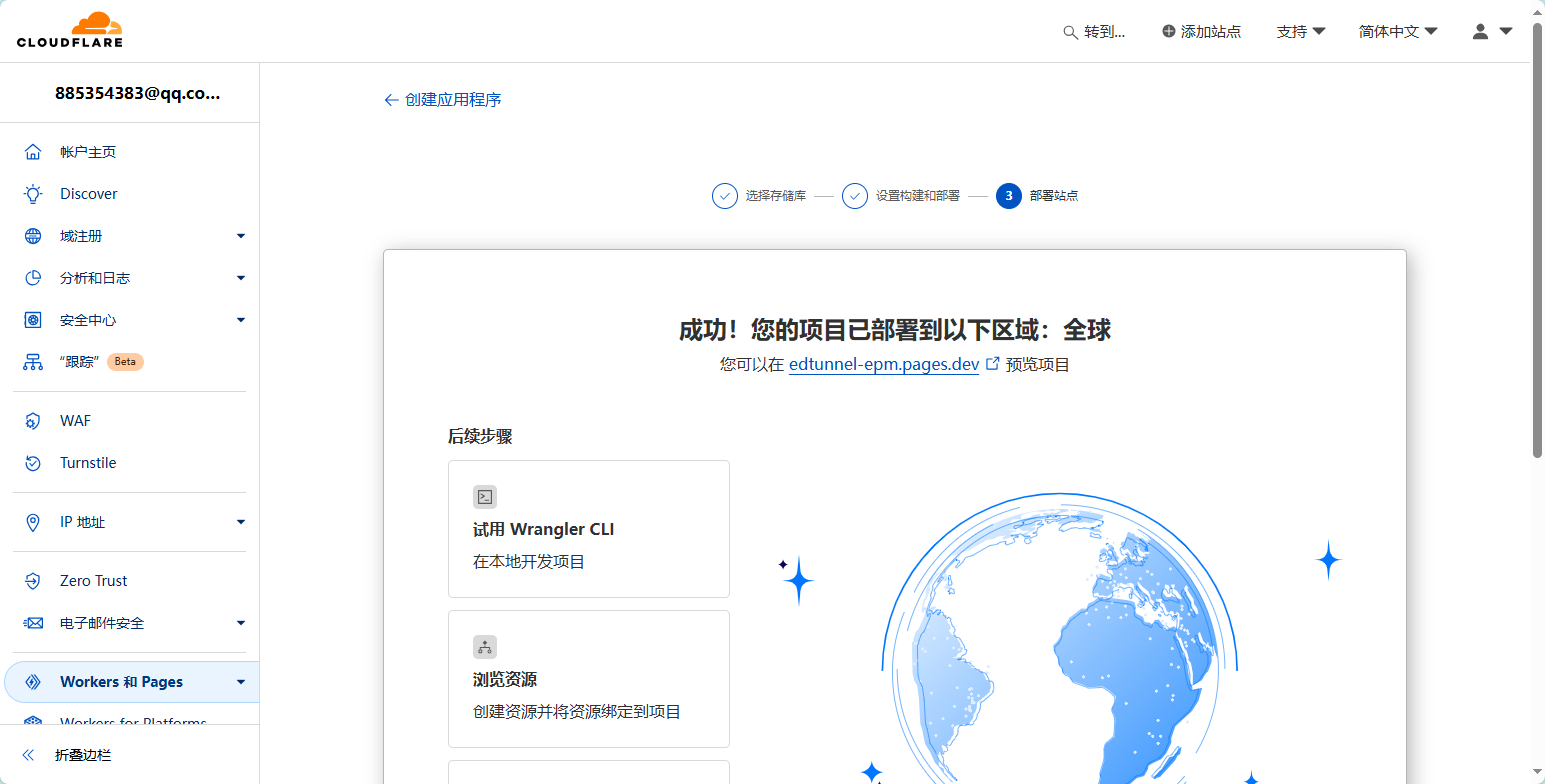 CLOUDFLARE
转到...
添加站点
支持
简体中文
885354383@qq.co...
帐户主页
Discover
域注册
分析和日志
安全中心
“跟踪” Beta
WAF
Turnstile
IP 地址
Zero Trust
电子邮件安全
Workers 和 Pages
Workers for Platforms
折叠边栏
创建应用程序
选择存储库
设置构建和部署
3 部署站点
成功！您的项目已部署到以下区域：全球
您可以在 edtunnel-epm.pages.dev 预览项目
后续步骤
试用 Wrangler CLI
在本地开发项目
浏览资源
创建资源并将资源绑定到项目